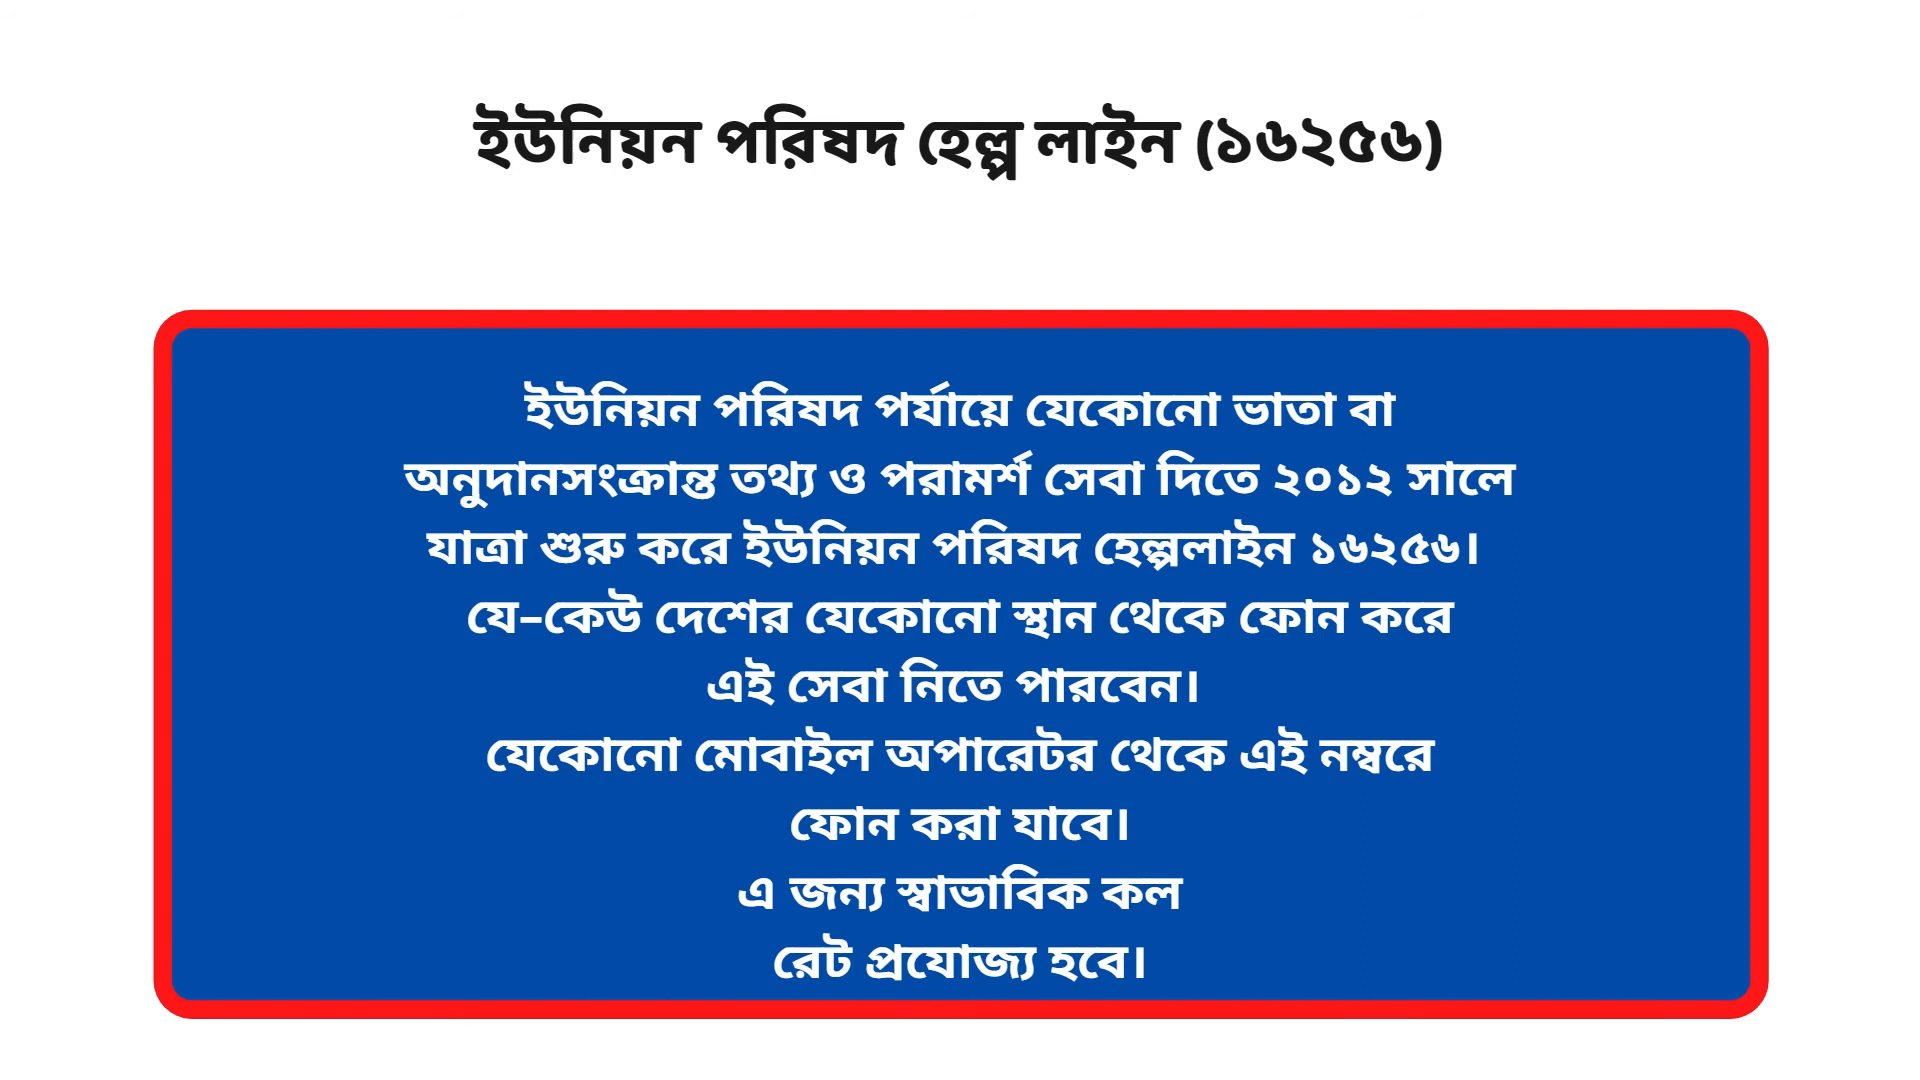 ইউনিয়ন পরিষদ হেল্প লাইন (১৬২৫৬)
ইউনিয়ন পরিষদ পর্যায়ে যেকোনো ভাতা বা
অনুদানসংক্রান্ত তথ্য ও পরামর্শ সেবা দিতে ২০১২ সালে
যাত্রা শুরু করে ইউনিয়ন পরিষদ হেল্পলাইন ১৬২৫৬।
যে–কেউ দেশের যেকোনো স্থান থেকে ফোন করে
এই সেবা নিতে পারবেন।
যেকোনো মোবাইল অপারেটর থেকে এই নম্বরে
ফোন করা যাবে।
এ জন্য স্বাভাবিক কল
রেট প্রযোজ্য হবে।